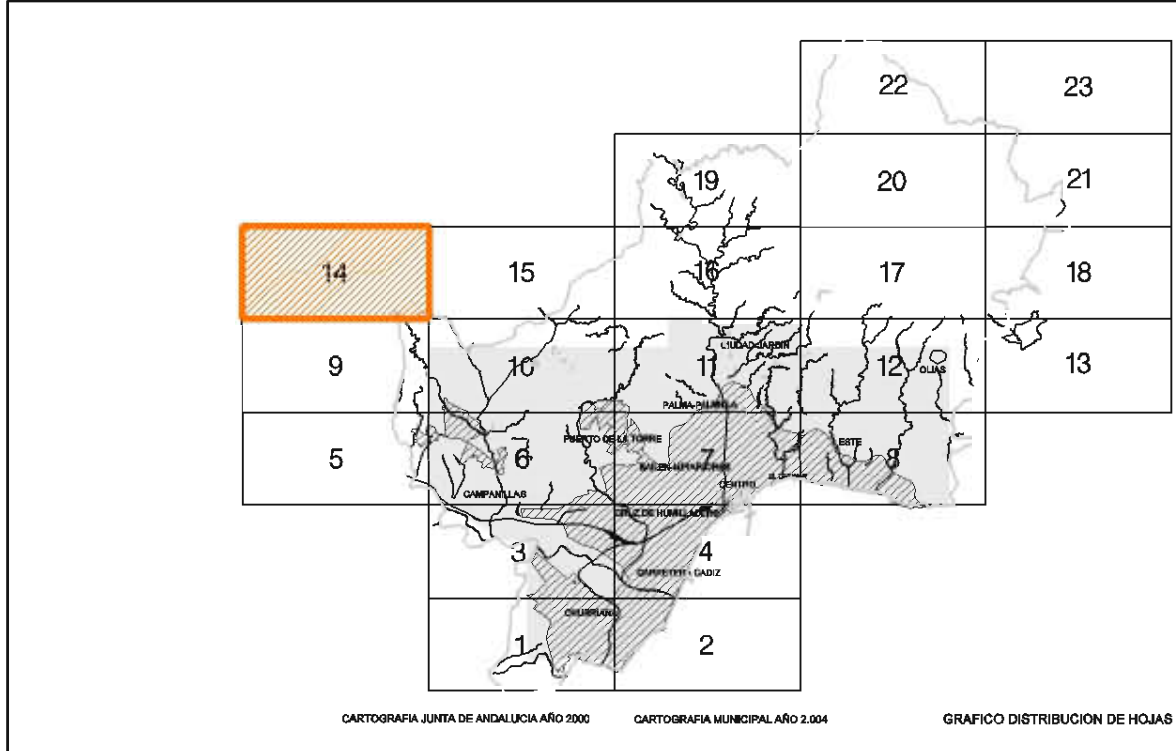 22 23
19 20 21
14 15 16 17 18
CIUDAD JARDIN
9 10 11 12 13
OLIAS
PALMA-PALMILLA
PUERTO DE LA TORRE ESTE
5 6 7 8
CENTRO
CAMPANILLAS
CRUZ DE HUMILLADERO
3 4
CHURRIANA
1 2
CARTOGRAFIA JUNTA DE ANDALUCIA AÑO 2000 CARTOGRAFIA MUNICIPAL AÑO 2.004 GRAFICO DISTRIBUCION DE HOJAS